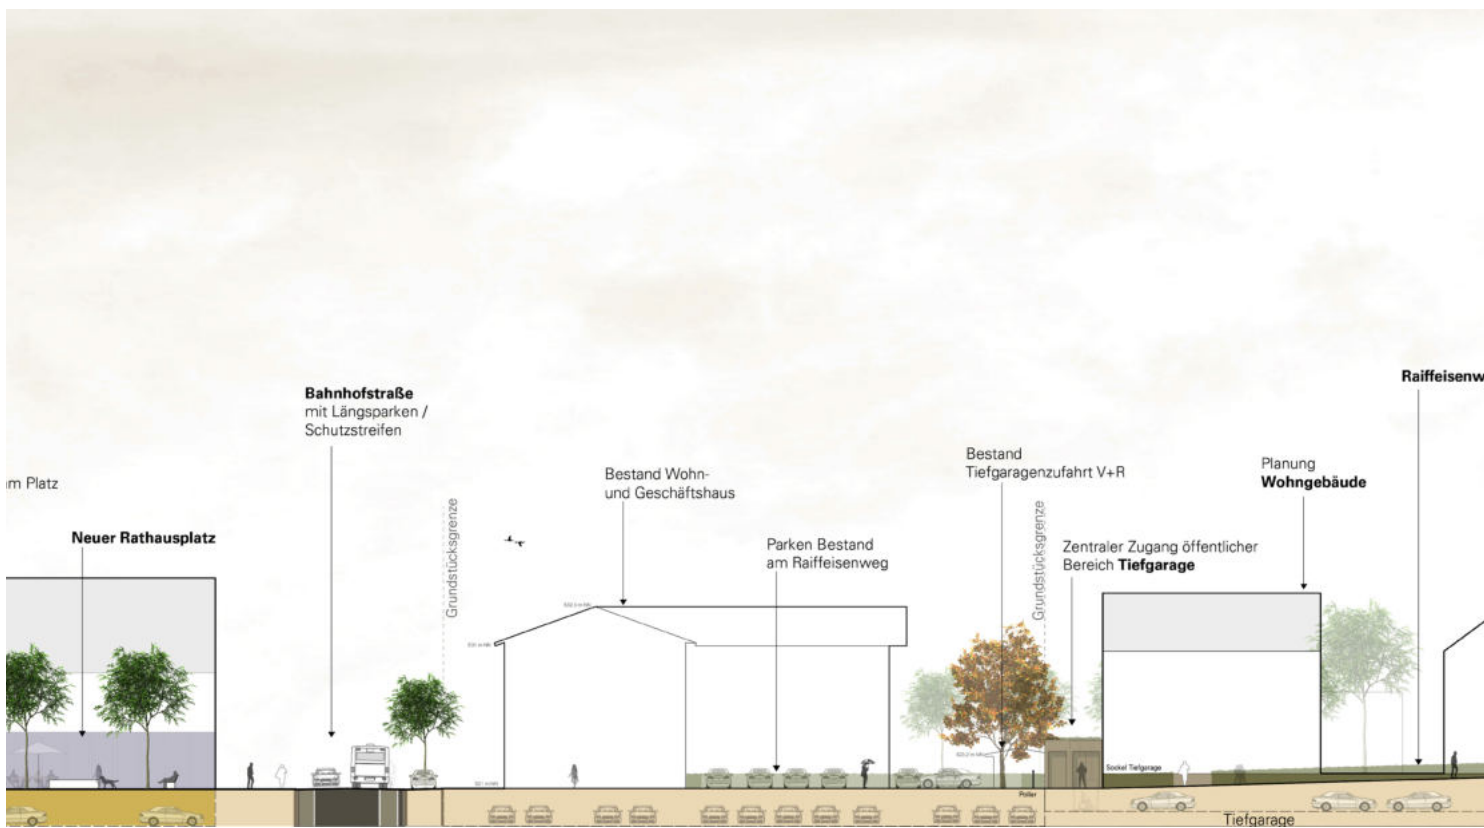 Raiffeisenw
Bahnhofstraße
mit Längsparken /
Schutzstreifen
Bestand
Tiefgaragenzufahrt V+R
Planung
Wohngebäude
Bestand Wohn-
und Geschäftshaus
am Platz
Neuer Rathausplatz
Grundstücksgrenze
Parken Bestand
am Raiffeisenweg
Grundstücksgrenze
Zentraler Zugang öffentlicher
Bereich Tiefgarage
Sockel Tiefgarage
Poller
Tiefgarage